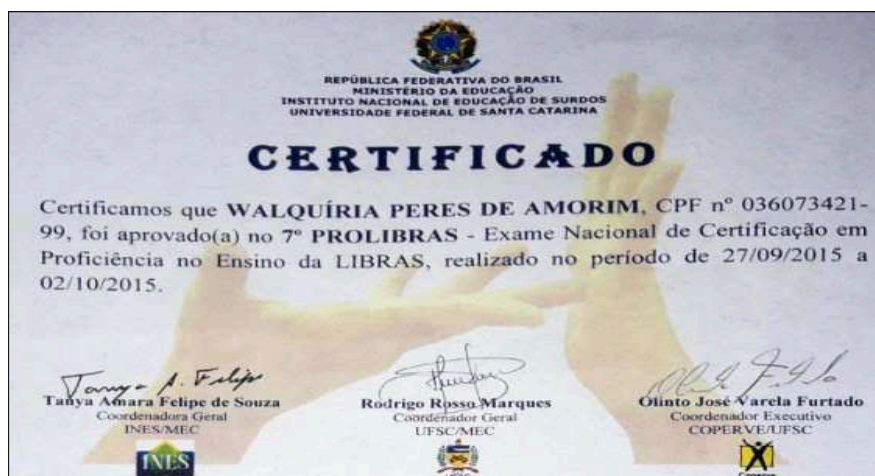 REPÚBLICA FEDERATIVA DO BRASIL
MINISTÉRIO DA EDUCAÇÃO
INSTITUTO NACIONAL DE EDUCAÇÃO DE SURDOS
UNIVERSIDADE FEDERAL DE SANTA CATARINA
CERTIFICADO
Certificamos que WALQUÍRIA PERES DE AMORIM, CPF nº 036073421-
99, foi aprovado(a) no 7º PROLIBRAS - Exame Nacional de Certificação em
Proficiência no Ensino da LIBRAS, realizado no período de 27/09/2015 a
02/10/2015.
Tanya A. Felipe
Tanya Amara Felipe de Souza
Coordenadora Geral
INES/MEC
Rodrigo Rosso Marques
Coordenador Geral
UFSC/MEC
Olinto José Varela Furtado
Coordenador Executivo
COPERVE/UFSC
INES